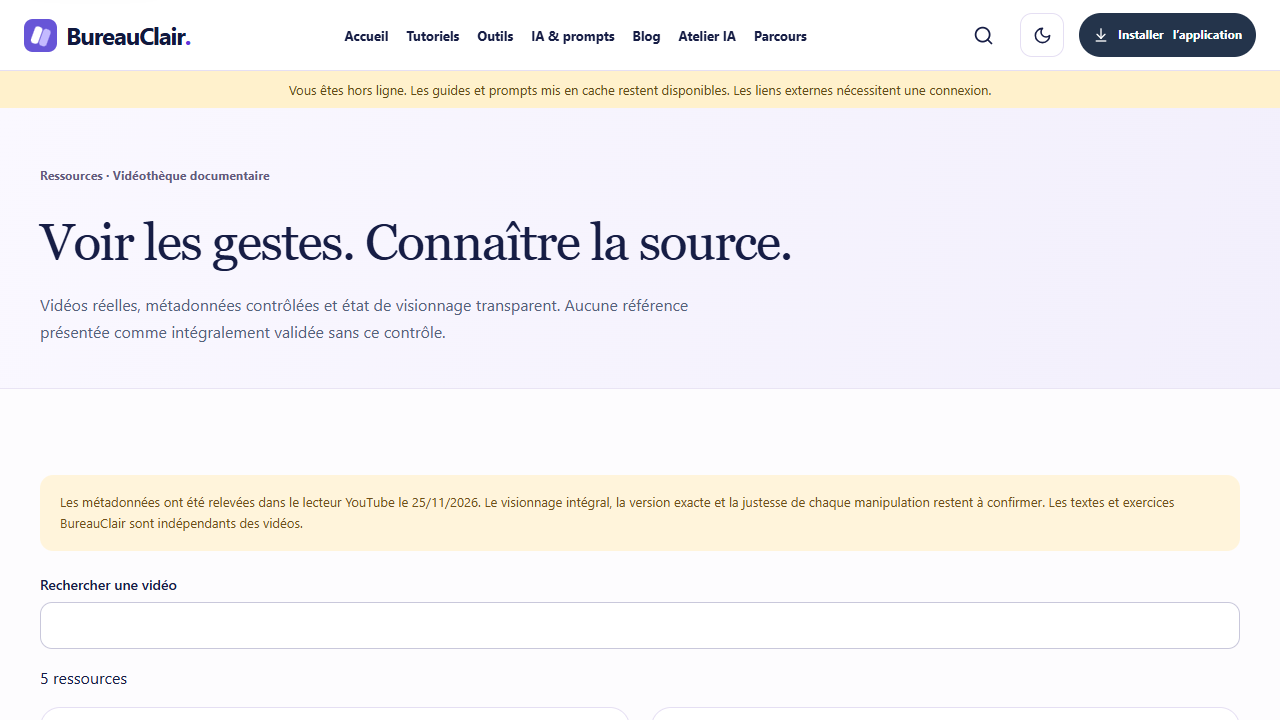 BureauClair.
Accueil Tutoriels Outils IA & prompts Blog Atelier IA Parcours
Installer l’application
Vous êtes hors ligne. Les guides et prompts mis en cache restent disponibles. Les liens externes nécessitent une connexion.
Ressources · Vidéothèque documentaire
Voir les gestes. Connaître la source.
Vidéos réelles, métadonnées contrôlées et état de visionnage transparent. Aucune référence
présentée comme intégralement validée sans ce contrôle.
Les métadonnées ont été relevées dans le lecteur YouTube le 25/11/2026. Le visionnage intégral, la version exacte et la justesse de chaque manipulation restent à confirmer. Les textes et exercices
BureauClair sont indépendants des vidéos.
Rechercher une vidéo
5 ressources